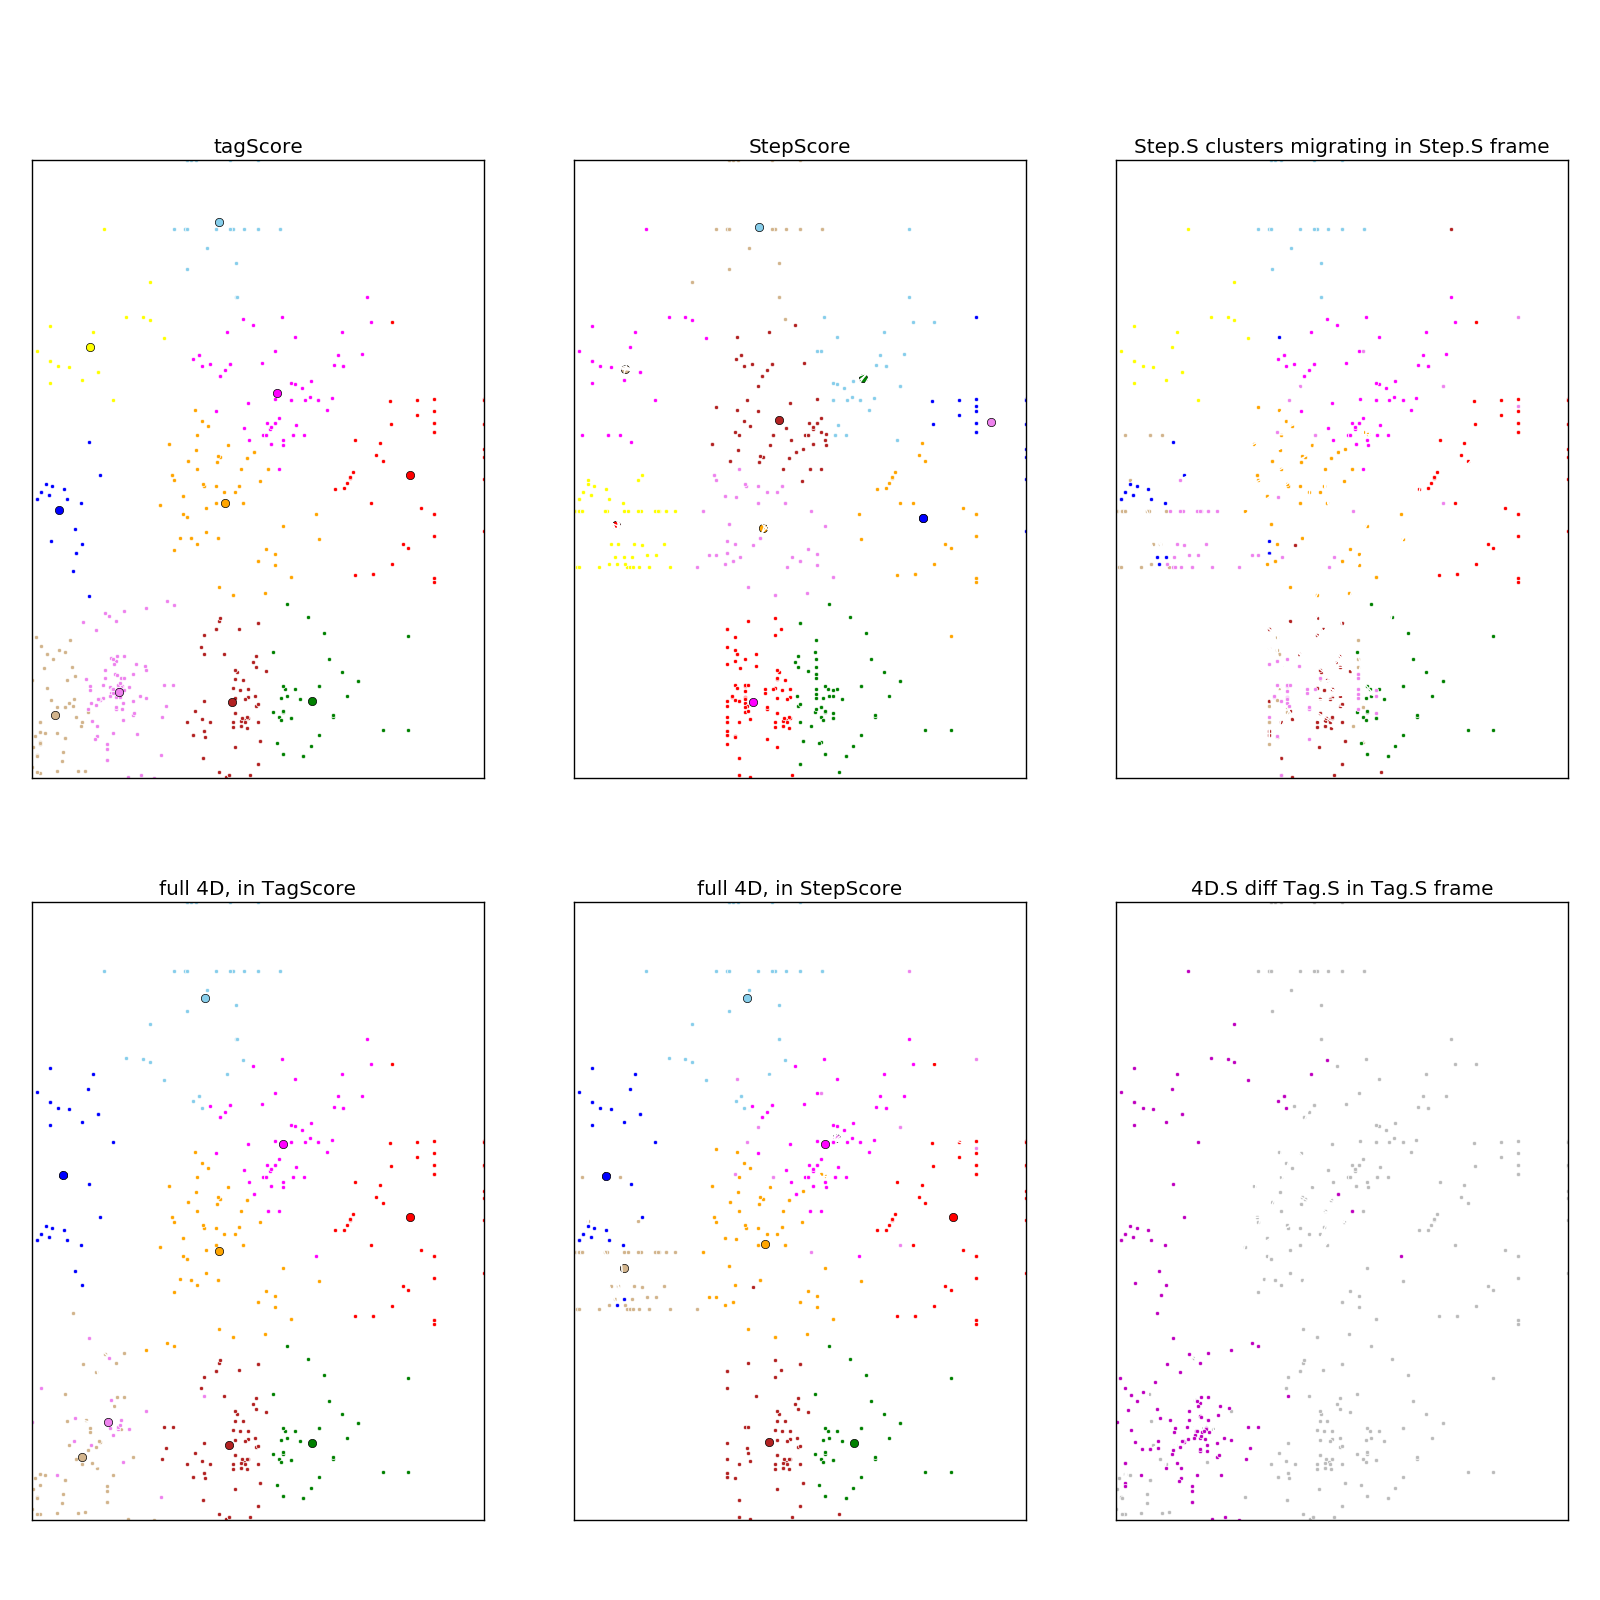 tagScore
StepScore
Step.S clusters migrating in Step.S frame
full 4D, in TagScore
full 4D, in StepScore
4D.S diff Tag.S in Tag.S frame